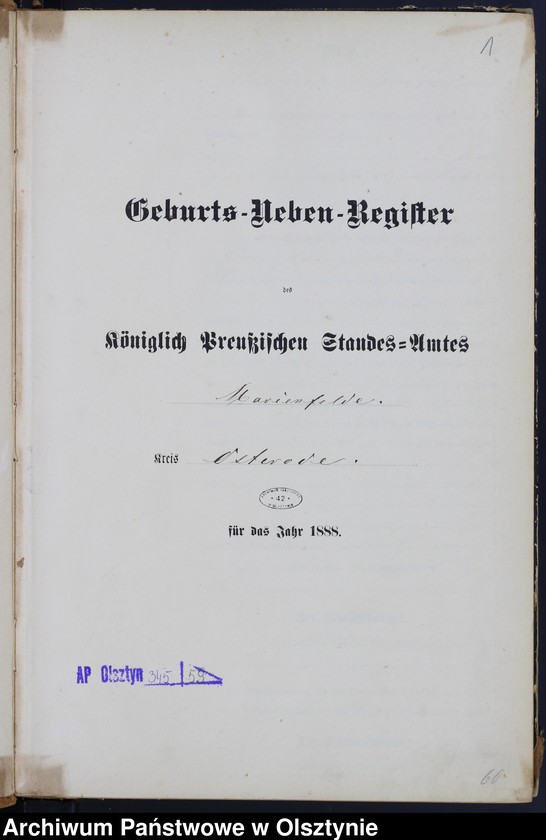 1
Geburts-Neben-Register
des
Königlich Preußischen Standes-Amtes
Marienfelde.
Kreis Osterode.
42
für das Jahr 1888.
AP Olsztyn 345/59
60
Archiwum Państwowe w Olsztynie